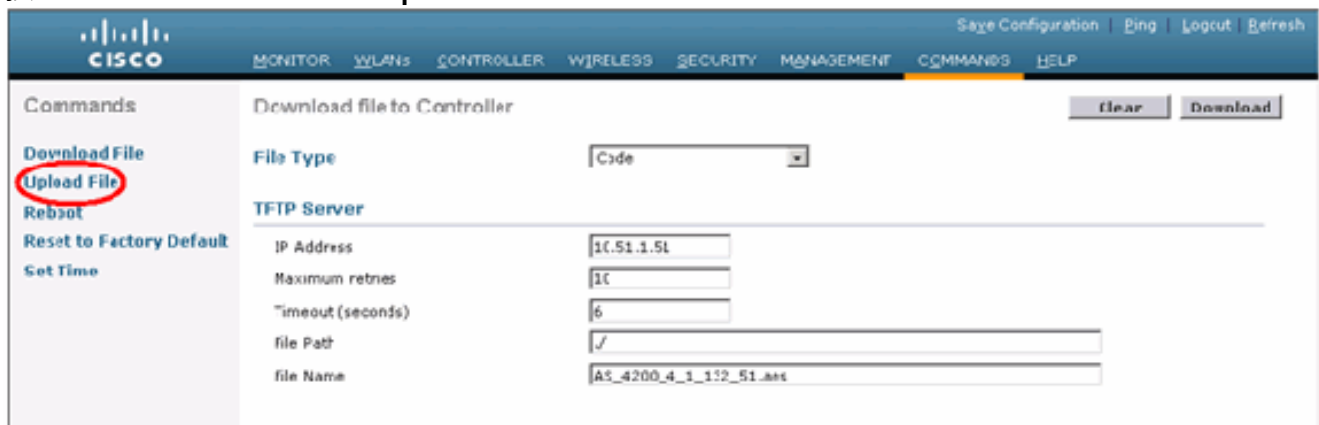 Save Configuration | Ping | Logout | Refresh
CISCO
MONITOR WLANs CONTROLLER WIRELESS SECURITY MANAGEMENT COMMANDS HELP
Commands
Download file to Controller
Clear Download
Download File
File Type Code
Upload File
Reboot
TFTP Server
Reset to Factory Default
IP Address
Set Time
Maximum retries 10
Timeout (seconds) 6
File Path ./
File Name